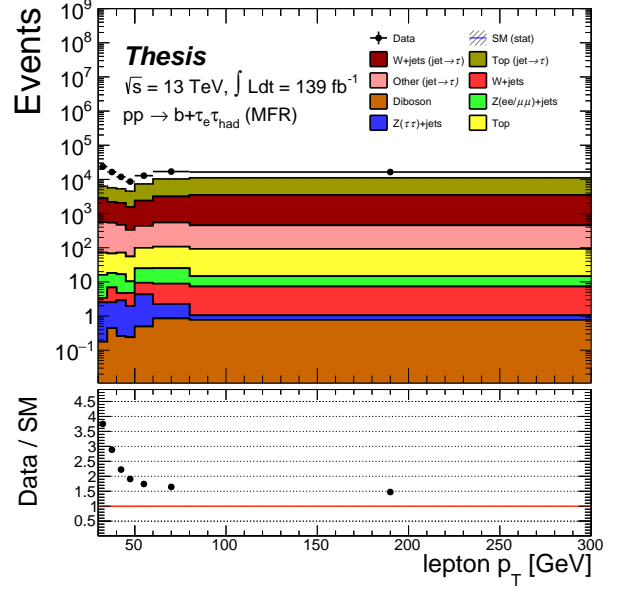 Events
10⁹
10⁸
10⁷
10⁶
10⁵
10⁴
10³
10²
10
1
10⁻¹
Thesis
√s = 13 TeV, ∫ Ldt = 139 fb⁻¹
pp → b+τₑτ_had (MFR)
Data
SM (stat)
W+jets (jet→τ)
Top (jet→τ)
Other (jet→τ)
W+jets
Diboson
Z(ee/μμ)+jets
Z(ττ)+jets
Top
Data / SM
4.5
4
3.5
3
2.5
2
1.5
1
0.5
50 100 150 200 250 300
lepton p_T [GeV]